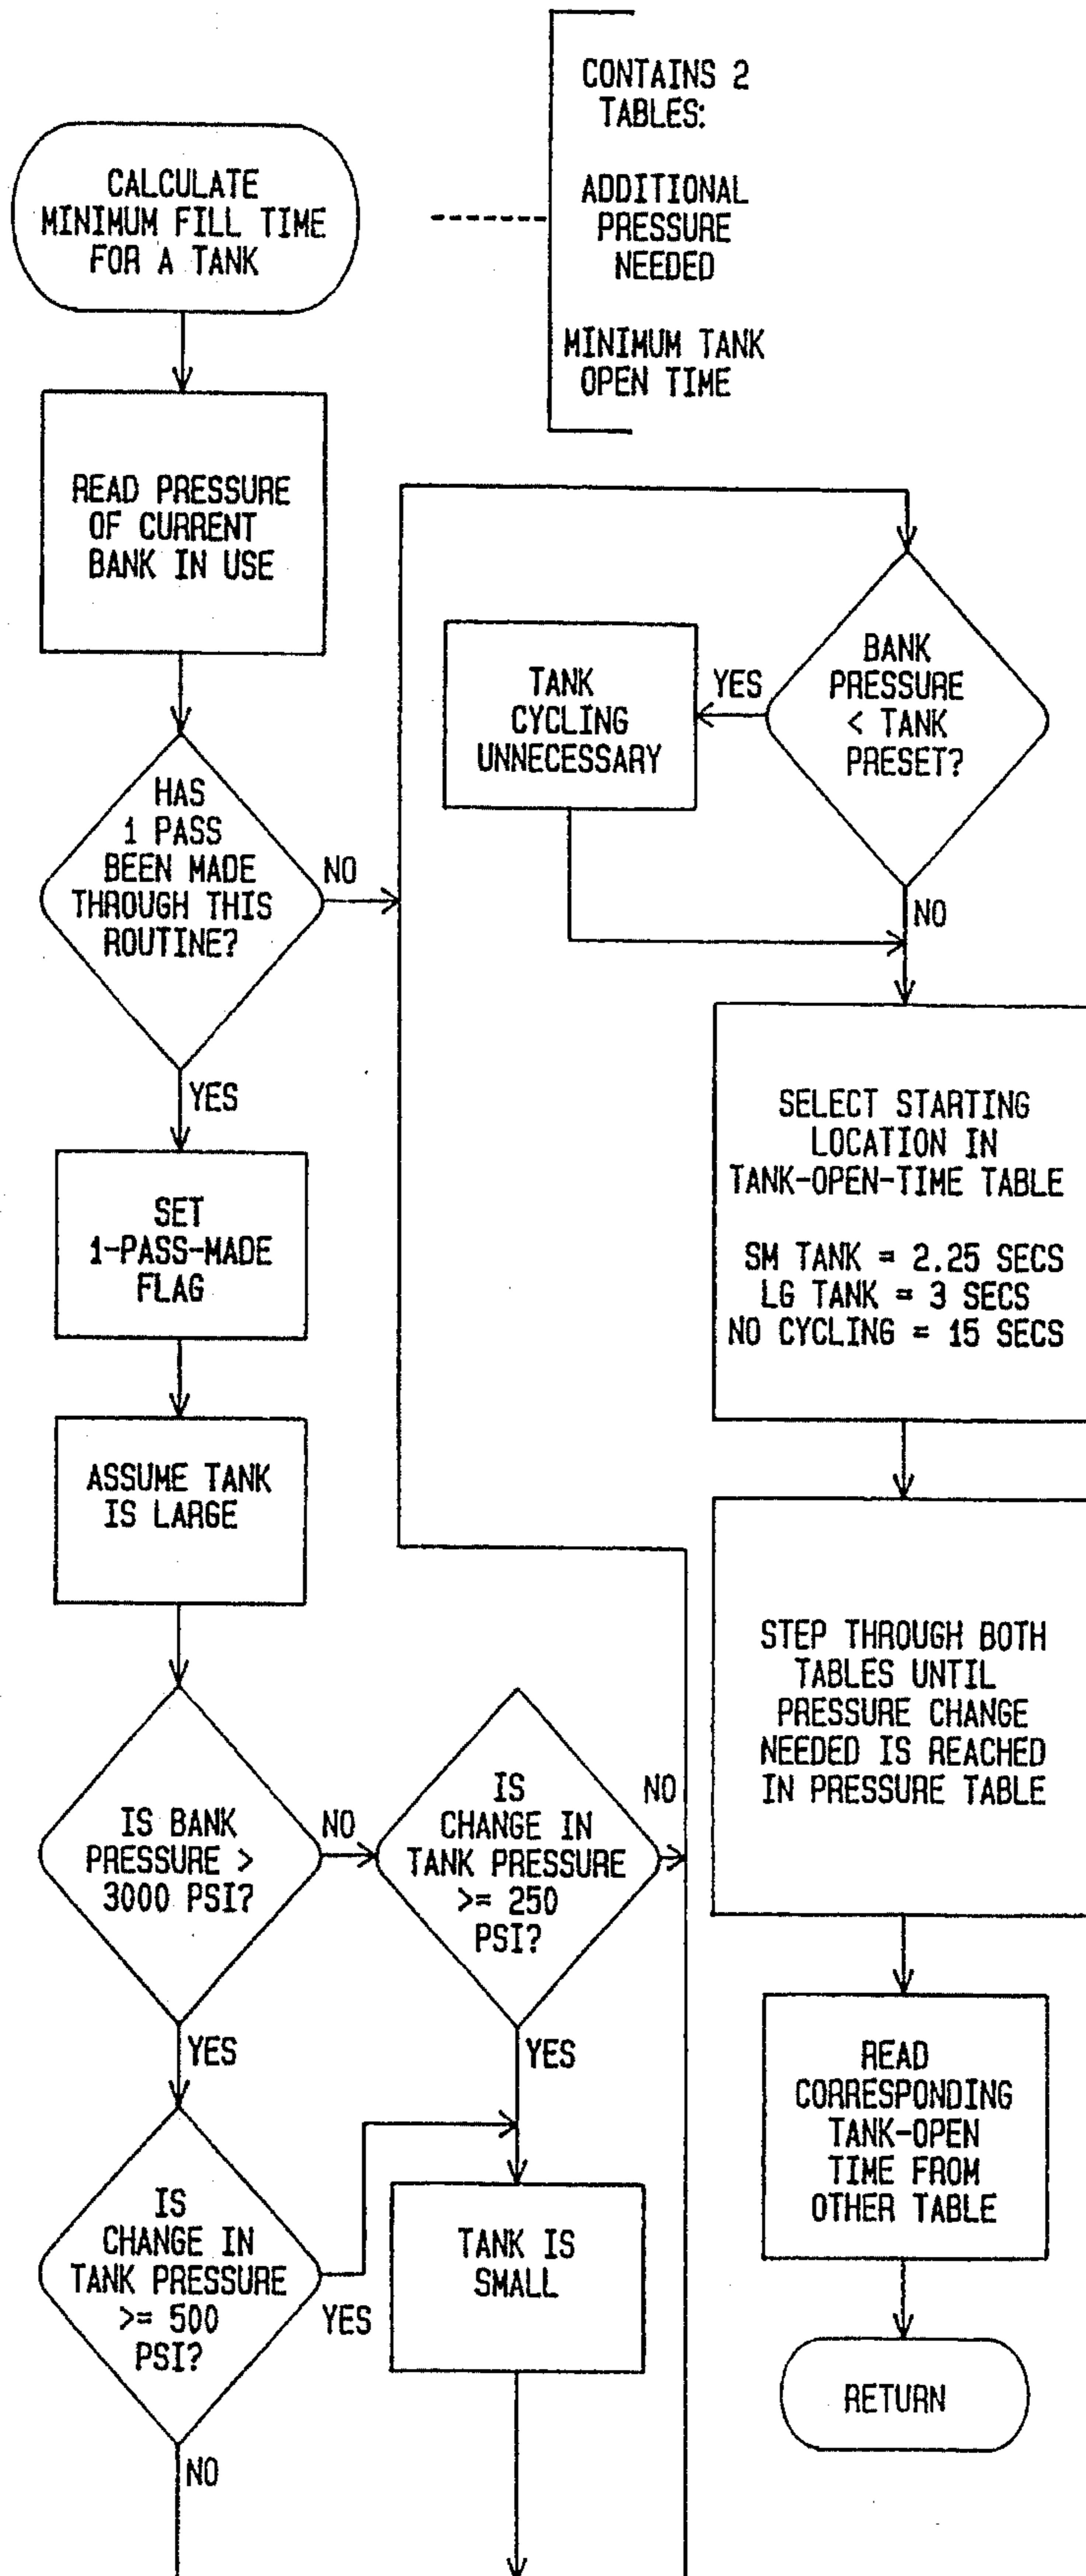 CALCULATE
MINIMUM FILL TIME
FOR A TANK
CONTAINS 2
TABLES:
ADDITIONAL
PRESSURE
NEEDED
MINIMUM TANK
OPEN TIME
READ PRESSURE
OF CURRENT
BANK IN USE
HAS
1 PASS
BEEN MADE
THROUGH THIS
ROUTINE?
NO
YES
SET
1-PASS-MADE
FLAG
ASSUME TANK
IS LARGE
IS BANK
PRESSURE >
3000 PSI?
NO
YES
IS
CHANGE IN
TANK PRESSURE
>= 250
PSI?
NO
YES
IS
CHANGE IN
TANK PRESSURE
>= 500
PSI?
YES
NO
TANK IS
SMALL
BANK
PRESSURE
< TANK
PRESET?
YES
NO
TANK
CYCLING
UNNECESSARY
SELECT STARTING
LOCATION IN
TANK-OPEN-TIME TABLE
SM TANK = 2.25 SECS
LG TANK = 3 SECS
NO CYCLING = 15 SECS
STEP THROUGH BOTH
TABLES UNTIL
PRESSURE CHANGE
NEEDED IS REACHED
IN PRESSURE TABLE
READ
CORRESPONDING
TANK-OPEN
TIME FROM
OTHER TABLE
RETURN